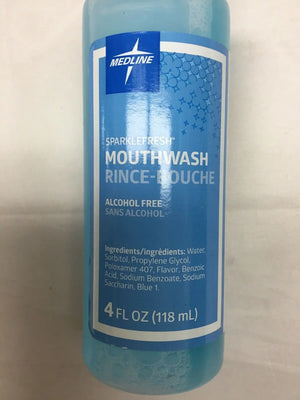 MEDLINE
SPARKLEFRESH™
MOUTHWASH
RINCE-BOUCHE
ALCOHOL FREE
SANS ALCOHOL
Ingredients/ingrédients: Water,
Sorbitol, Propylene Glycol,
Poloxamer 407, Flavor, Benzoic
Acid, Sodium Benzoate, Sodium
Saccharin, Blue 1.
4 FL OZ (118 mL)